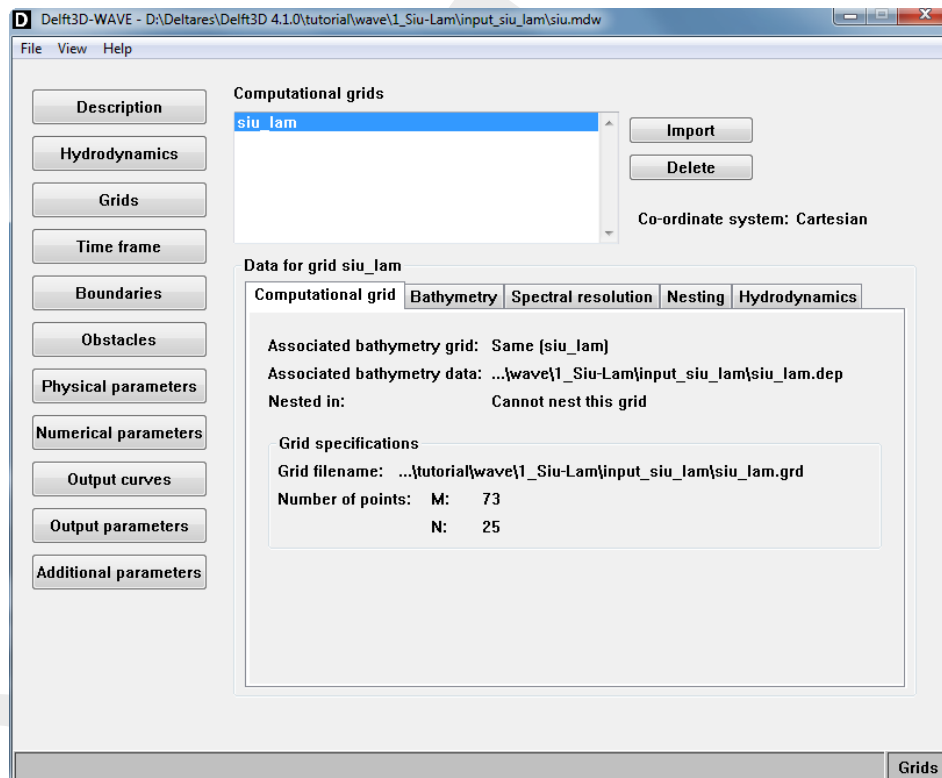 D Delft3D-WAVE - D:\Deltares\Delft3D 4.1.0\tutorial\wave\1_Siu-Lam\input_siu_lam\siu.mdw
File View Help
Description
Hydrodynamics
Grids
Time frame
Boundaries
Obstacles
Physical parameters
Numerical parameters
Output curves
Output parameters
Additional parameters
Computational grids
siu_lam
Import
Delete
Co-ordinate system: Cartesian
Data for grid siu_lam
Computational grid Bathymetry Spectral resolution Nesting Hydrodynamics
Associated bathymetry grid: Same (siu_lam)
Associated bathymetry data: ...\wave\1_Siu-Lam\input_siu_lam\siu_lam.dep
Nested in: Cannot nest this grid
Grid specifications
Grid filename: ...\tutorial\wave\1_Siu-Lam\input_siu_lam\siu_lam.grd
Number of points: M: 73
N: 25
Grids